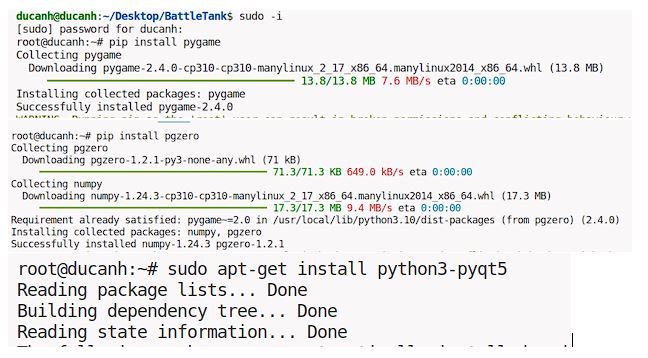 ducanh@ducanh:~/Desktop/BattleTank$ sudo -i
[sudo] password for ducanh:
root@ducanh:~# pip install pygame
Collecting pygame
Downloading pygame-2.4.0-cp310-cp310-manylinux_2_17_x86_64.manylinux2014_x86_64.whl (13.8 MB)
13.8/13.8 MB 7.6 MB/s eta 0:00:00
Installing collected packages: pygame
Successfully installed pygame-2.4.0
root@ducanh:~# pip install pgzero
Collecting pgzero
Downloading pgzero-1.2.1-py3-none-any.whl (71 kB)
71.3/71.3 KB 649.0 kB/s eta 0:00:00
Collecting numpy
Downloading numpy-1.24.3-cp310-cp310-manylinux_2_17_x86_64.manylinux2014_x86_64.whl (17.3 MB)
17.3/17.3 MB 9.4 MB/s eta 0:00:00
Requirement already satisfied: pygame~=2.0 in /usr/local/lib/python3.10/dist-packages (from pgzero) (2.4.0)
Installing collected packages: numpy, pgzero
Successfully installed numpy-1.24.3 pgzero-1.2.1
root@ducanh:~# sudo apt-get install python3-pyqt5
Reading package lists... Done
Building dependency tree... Done
Reading state information... Done